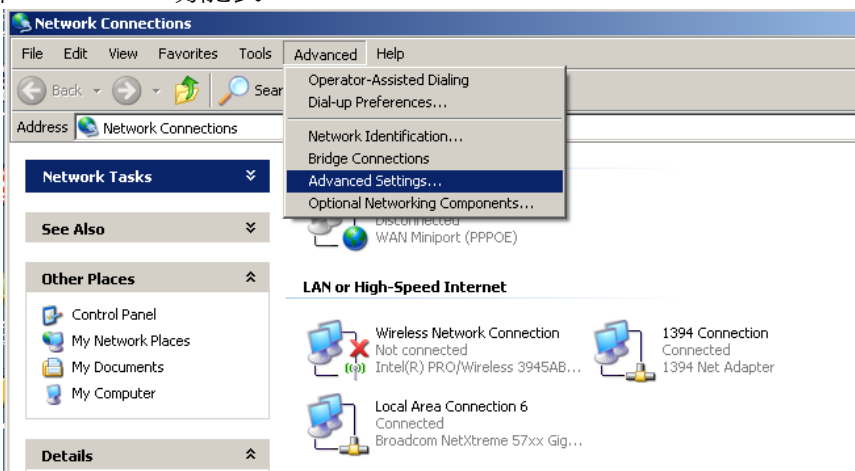 Network Connections
File Edit View Favorites Tools Advanced Help
Back Sear
Address Network Connections
Operator-Assisted Dialing
Dial-up Preferences...
Network Identification...
Bridge Connections
Advanced Settings...
Optional Networking Components...
Network Tasks
See Also
Other Places
Control Panel
My Network Places
My Documents
My Computer
Details
Disconnected
WAN Miniport (PPPOE)
LAN or High-Speed Internet
Wireless Network Connection
Not connected
Intel(R) PRO/Wireless 3945AB...
1394 Connection
Connected
1394 Net Adapter
Local Area Connection 6
Connected
Broadcom NetXtreme 57xx Gig...